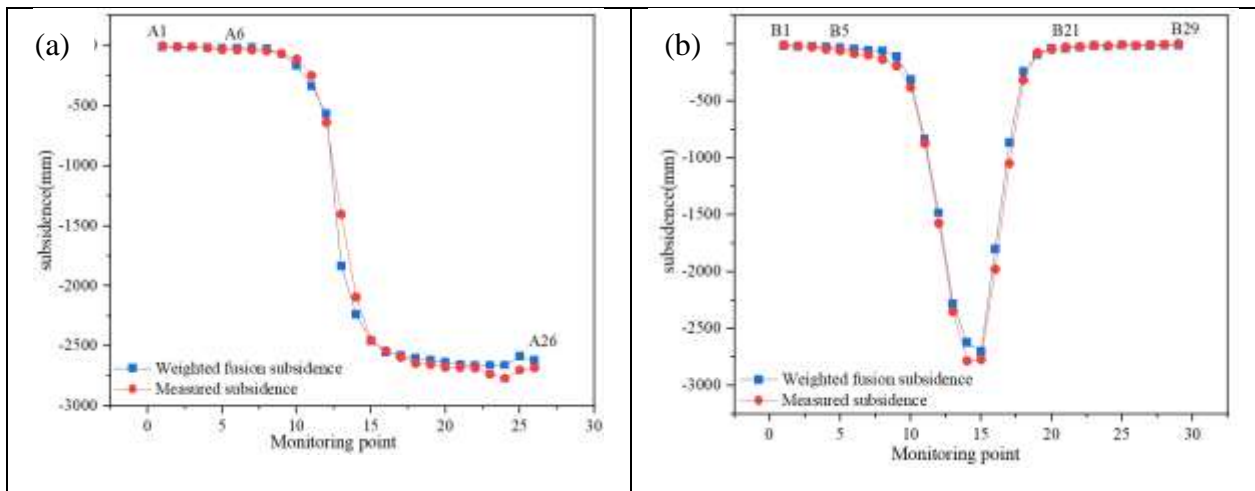 (a)
A1
A6
A26
0
-500
-1000
-1500
-2000
-2500
-3000
subsidence(mm)
Weighted fusion subsidence
Measured subsidence
0 5 10 15 20 25 30
Monitoring point
(b)
B1
B5
B21
B29
0
-500
-1000
-1500
-2000
-2500
-3000
subsidence(mm)
Weighted fusion subsidence
Measured subsidence
0 5 10 15 20 25 30
Monitoring point